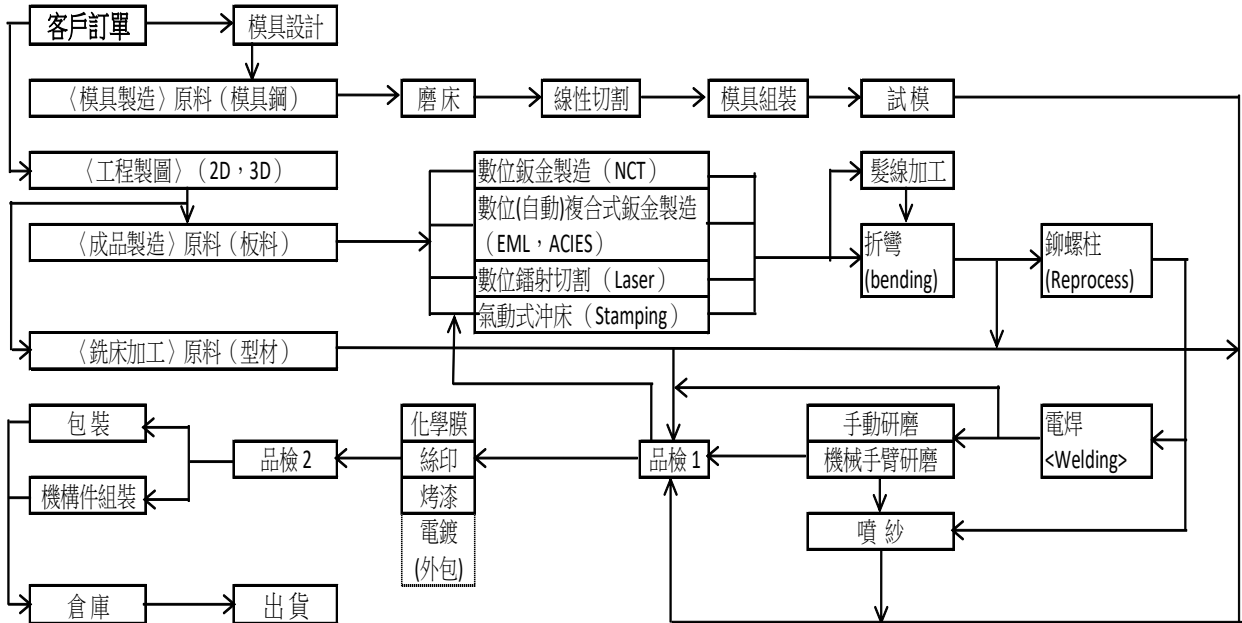 客戶訂單
模具設計
〈模具製造〉原料（模具鋼）
磨床
線性切割
模具組裝
試模
〈工程製圖〉（2D，3D）
數位鈑金製造（NCT）
髮線加工
數位(自動)複合式鈑金製造
（EML，ACIES）
〈成品製造〉原料（板料）
折彎
(bending)
鉚螺柱
(Reprocess)
數位鐳射切割（Laser）
氣動式沖床（Stamping）
〈銑床加工〉原料（型材）
包裝
化學膜
手動研磨
電焊
<Welding>
品檢 2
絲印
品檢 1
機械手臂研磨
機構件組裝
烤漆
電鍍
(外包)
噴紗
倉庫
出貨